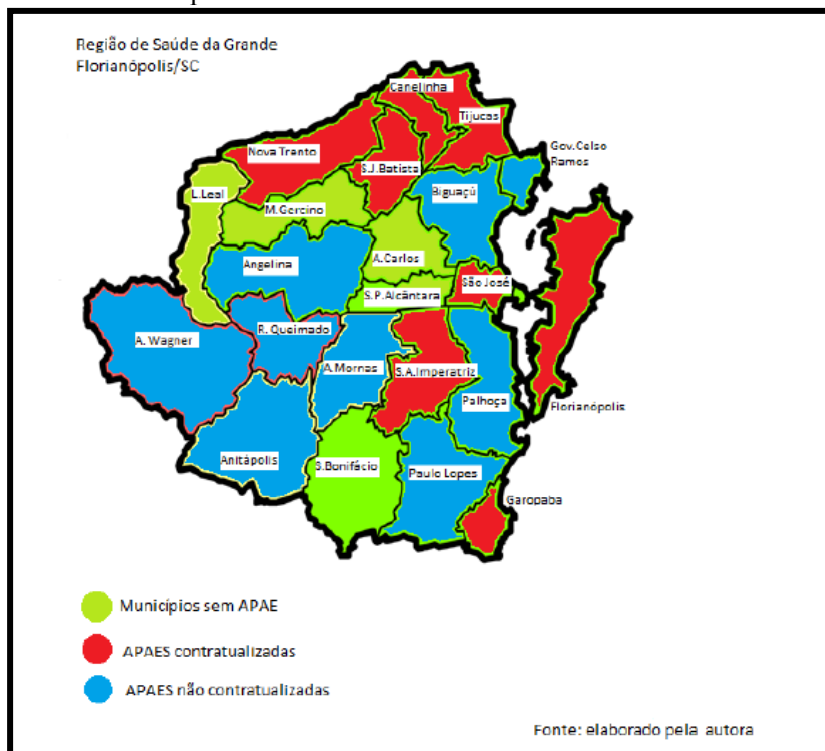 Região de Saúde da Grande
Florianópolis/SC
Canelinha
Tijucas
Nova Trento
Gov.Celso
Ramos
S.J.Batista
L.Leal
Biguaçú
M.Gercino
A.Carlos
Angelina
São José
S.P.Alcântara
R. Queimado
A. Wagner
A.Mornas
S.A.Imperatriz
Palhoça
Florianópolis
Anitápolis
S.Bonifácio
Paulo Lopes
Garopaba
Municípios sem APAE
APAES contratualizadas
APAES não contratualizadas
Fonte: elaborado pela autora